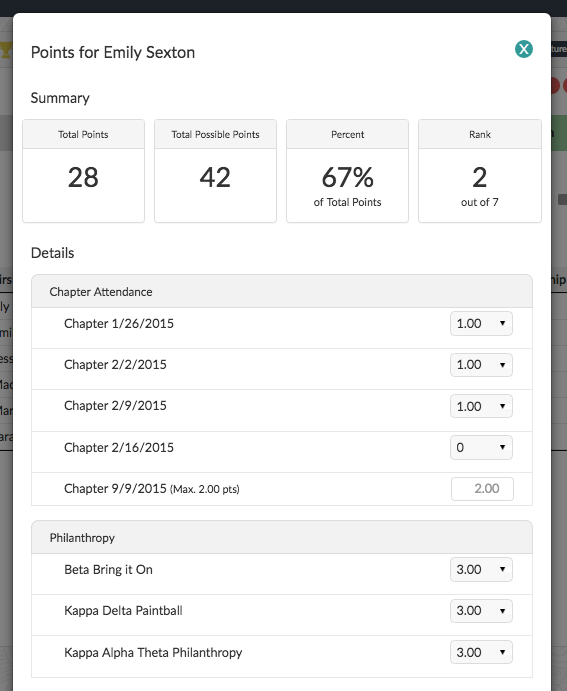 Points for Emily Sexton
X
Summary
Total Points
28
Total Possible Points
42
Percent
67%
of Total Points
Rank
2
out of 7
Details
Chapter Attendance
Chapter 1/26/2015 1.00
Chapter 2/2/2015 1.00
Chapter 2/9/2015 1.00
Chapter 2/16/2015 0
Chapter 9/9/2015 (Max. 2.00 pts) 2.00
Philanthropy
Beta Bring it On 3.00
Kappa Delta Paintball 3.00
Kappa Alpha Theta Philanthropy 3.00